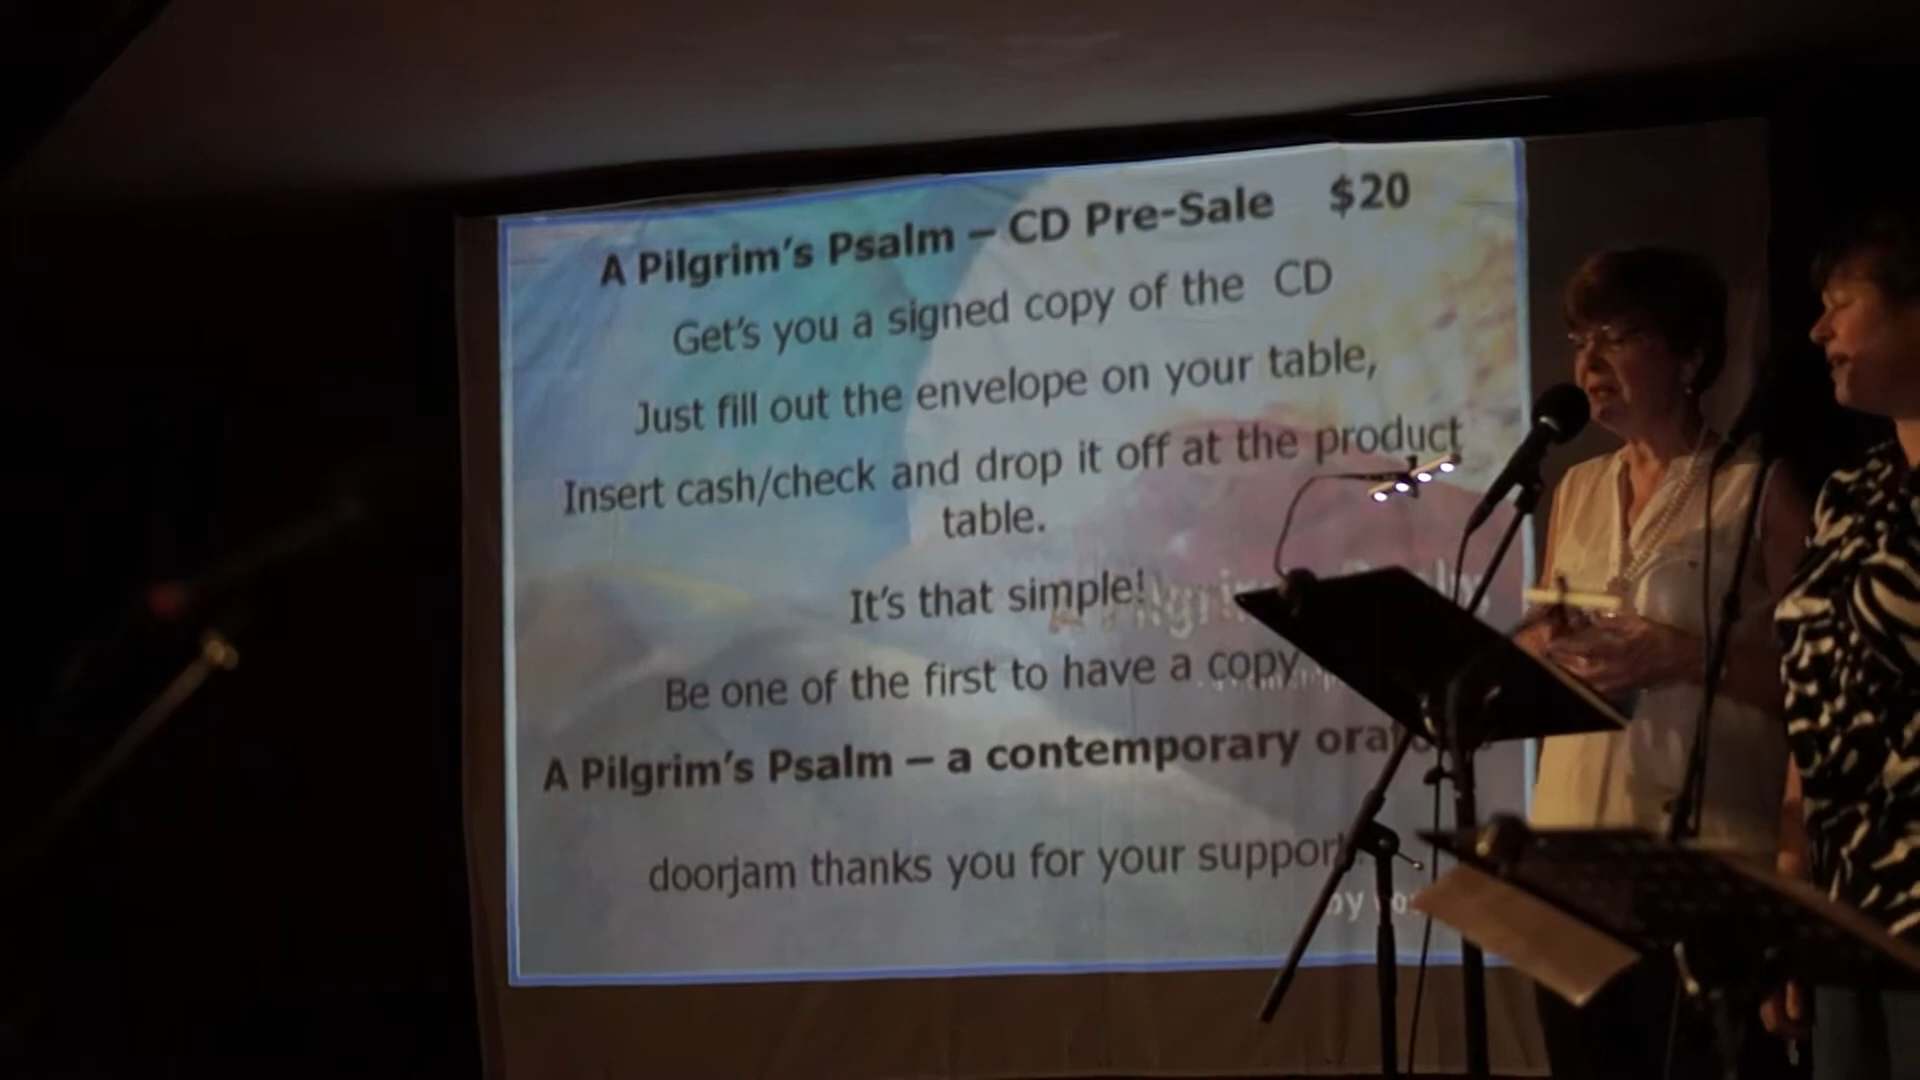 A Pilgrim's Psalm – CD Pre-Sale $20
Get's you a signed copy of the CD
Just fill out the envelope on your table,
Insert cash/check and drop it off at the product
table.
It's that simple!
Be one of the first to have a copy
A Pilgrim's Psalm – a contemporary
doorjam thanks you for your support
by